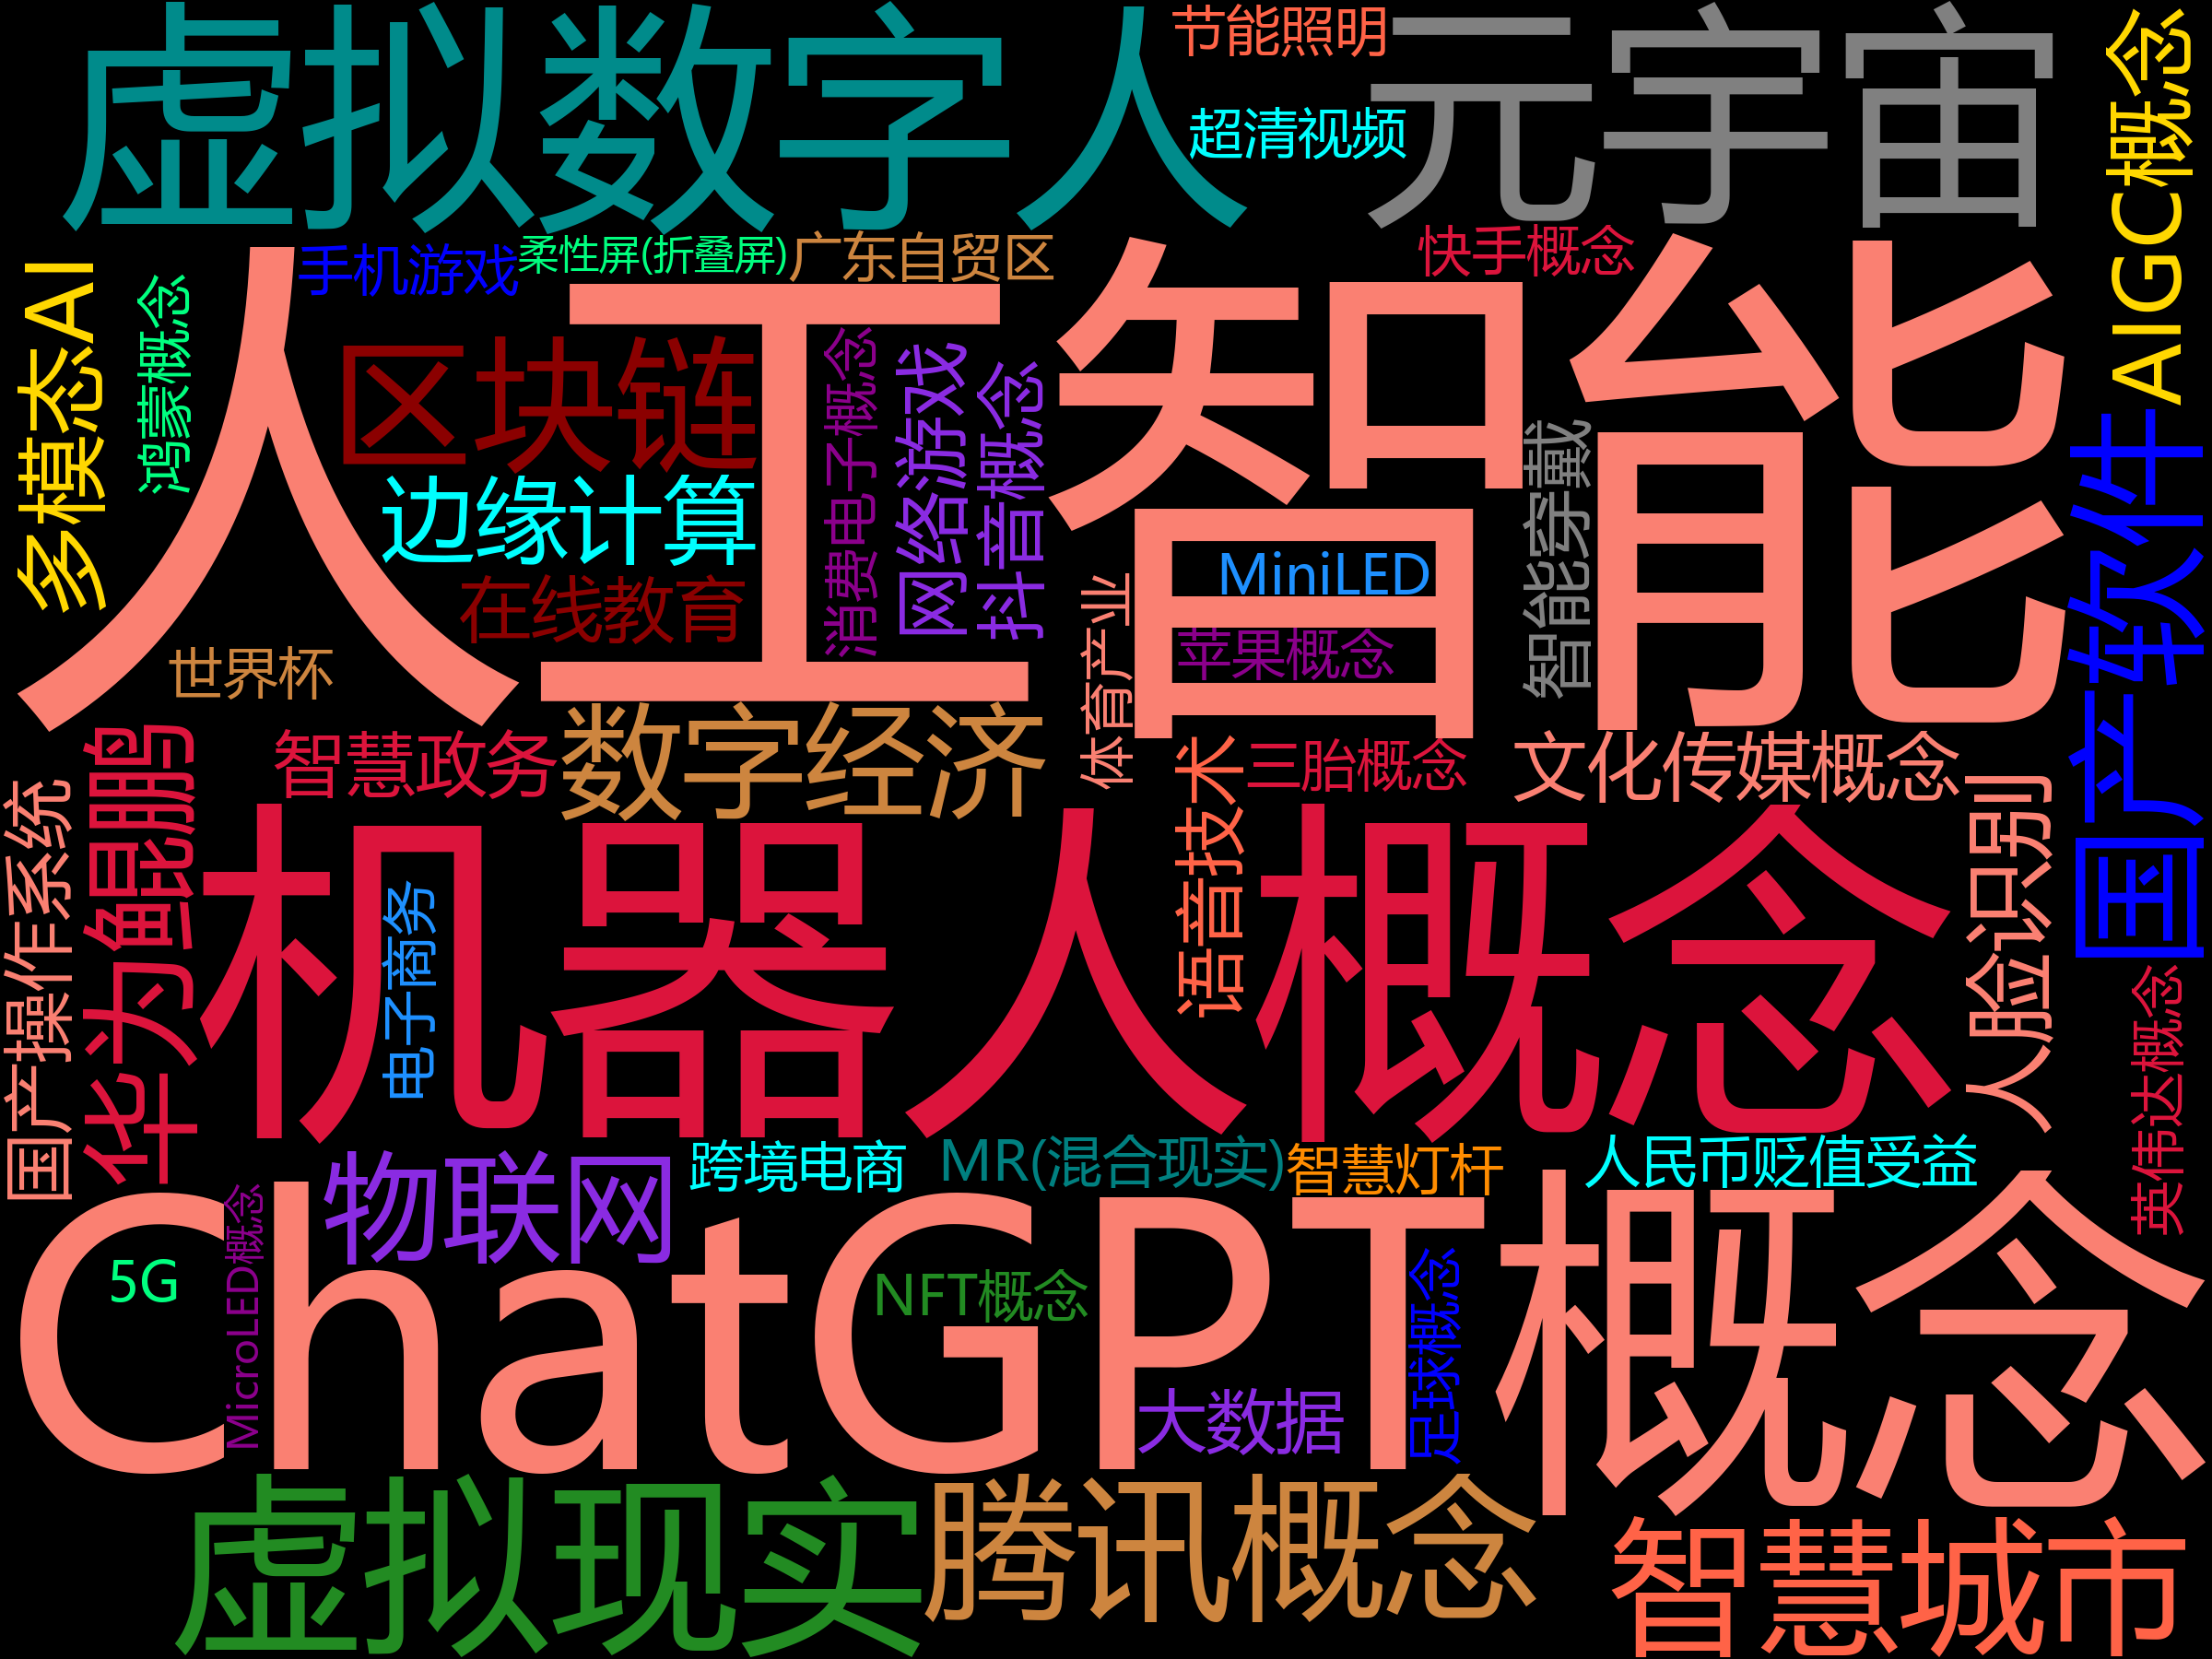 虚拟数字人
节能照明
元宇宙
AIGC概念
超清视频
手机游戏
柔性屏(折叠屏)
广东自贸区
快手概念
人工智能
多模态AI
鸿蒙概念
区块链
消费电子概念
网络游戏
抖音概念
智能穿戴
国产软件
边缘计算
MiniLED
在线教育
体育产业
苹果概念
世界杯
华为鲲鹏
智慧政务
数字经济
语音技术
三胎概念
文化传媒概念
国产操作系统
人脸识别
机器人概念
电子商务
英伟达概念
物联网
跨境电商
MR(混合现实)
智慧灯杆
人民币贬值受益
ChatGPT概念
MicroLED概念
5G
NFT概念
足球概念
大数据
虚拟现实
腾讯概念
智慧城市